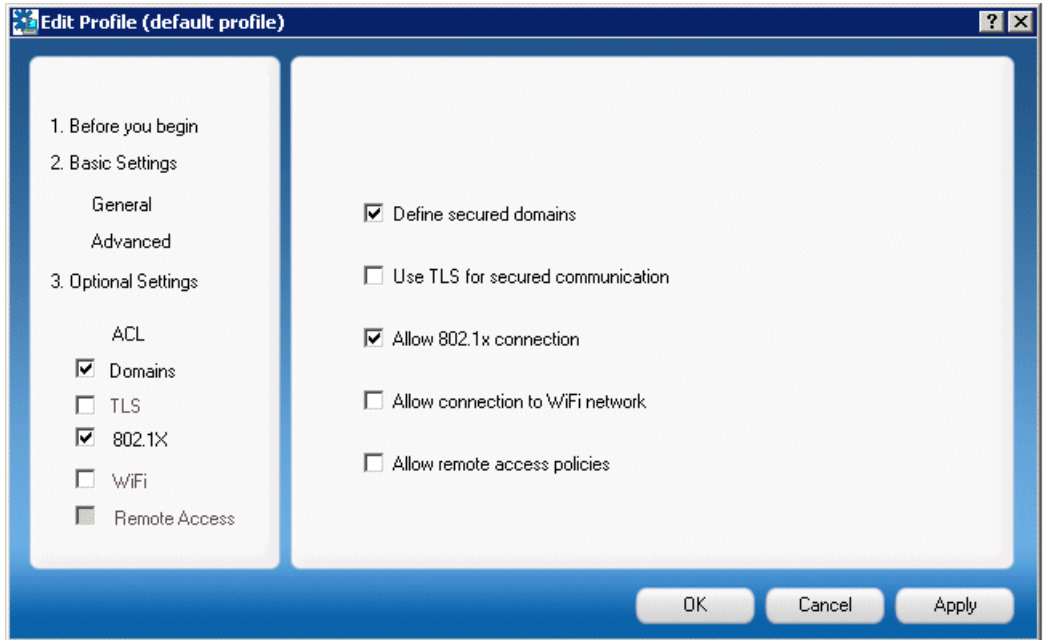 Edit Profile (default profile)
1. Before you begin
2. Basic Settings
General
Advanced
3. Optional Settings
ACL
Domains
TLS
802.1X
WiFi
Remote Access
Define secured domains
Use TLS for secured communication
Allow 802.1x connection
Allow connection to WiFi network
Allow remote access policies
OK
Cancel
Apply